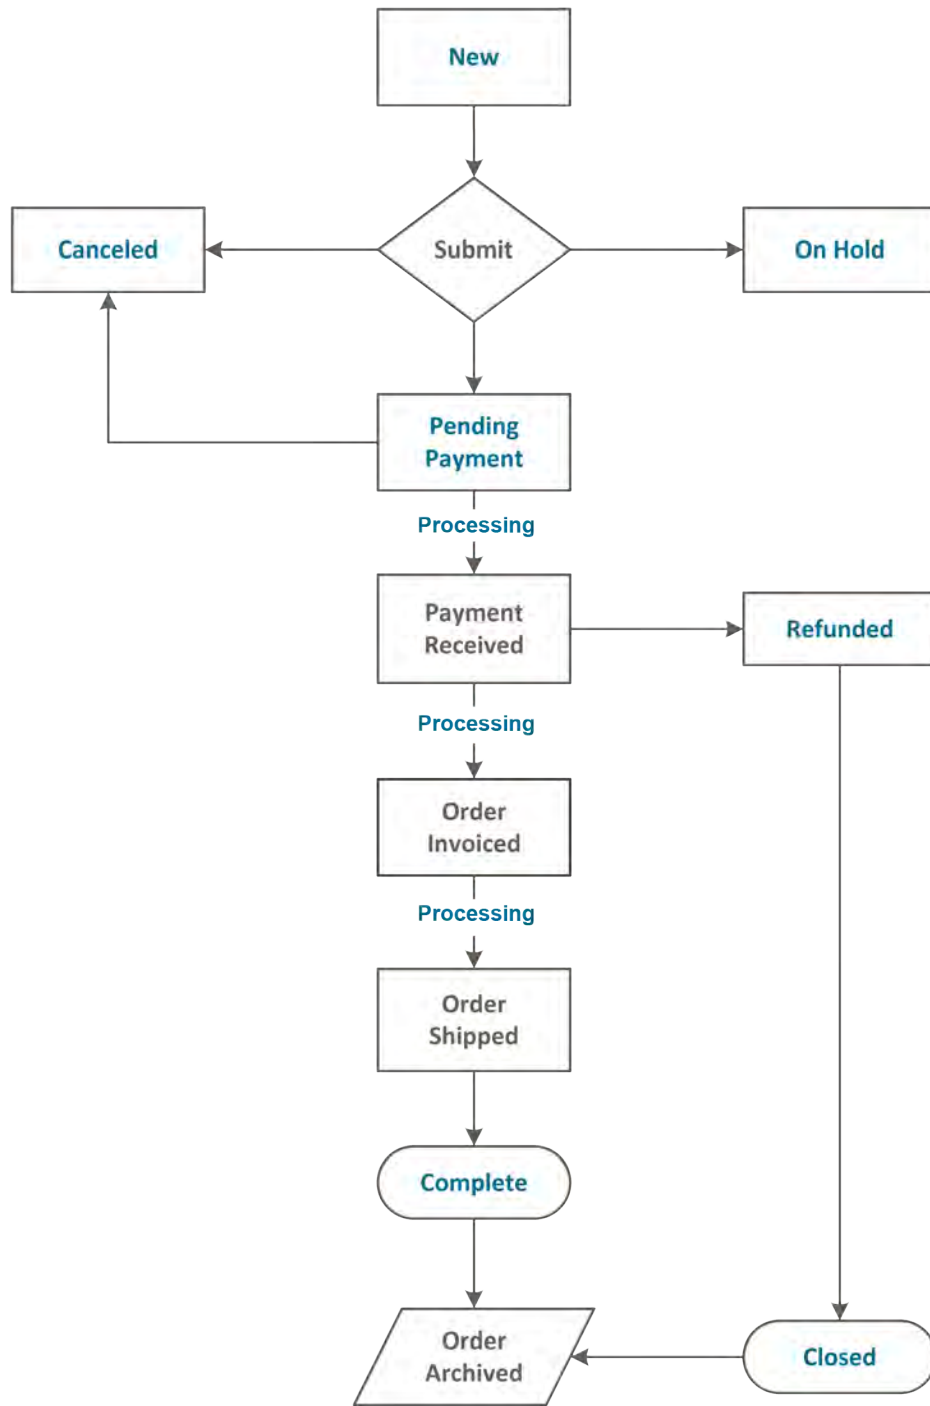 New
Canceled
Submit
On Hold
Pending
Payment
Processing
Payment
Received
Refunded
Processing
Order
Invoiced
Processing
Order
Shipped
Complete
Order
Archived
Closed